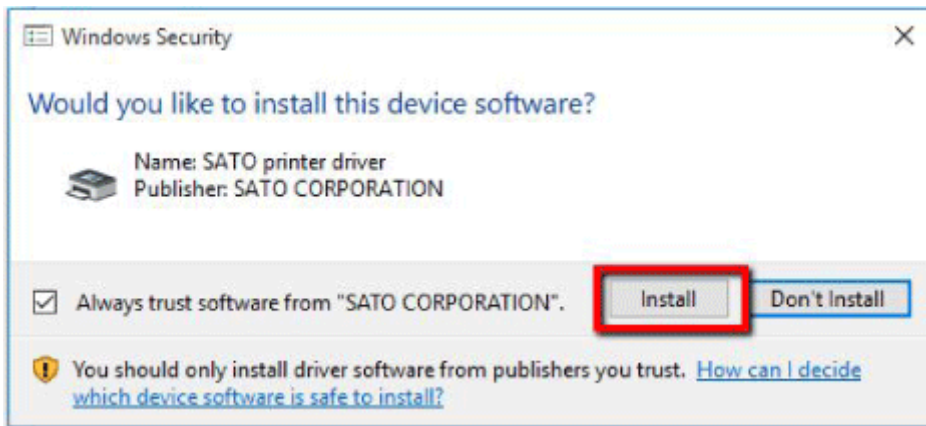 Windows Security
Would you like to install this device software?
Name: SATO printer driver
Publisher: SATO CORPORATION
Always trust software from "SATO CORPORATION".
Install
Don't Install
You should only install driver software from publishers you trust. How can I decide
which device software is safe to install?